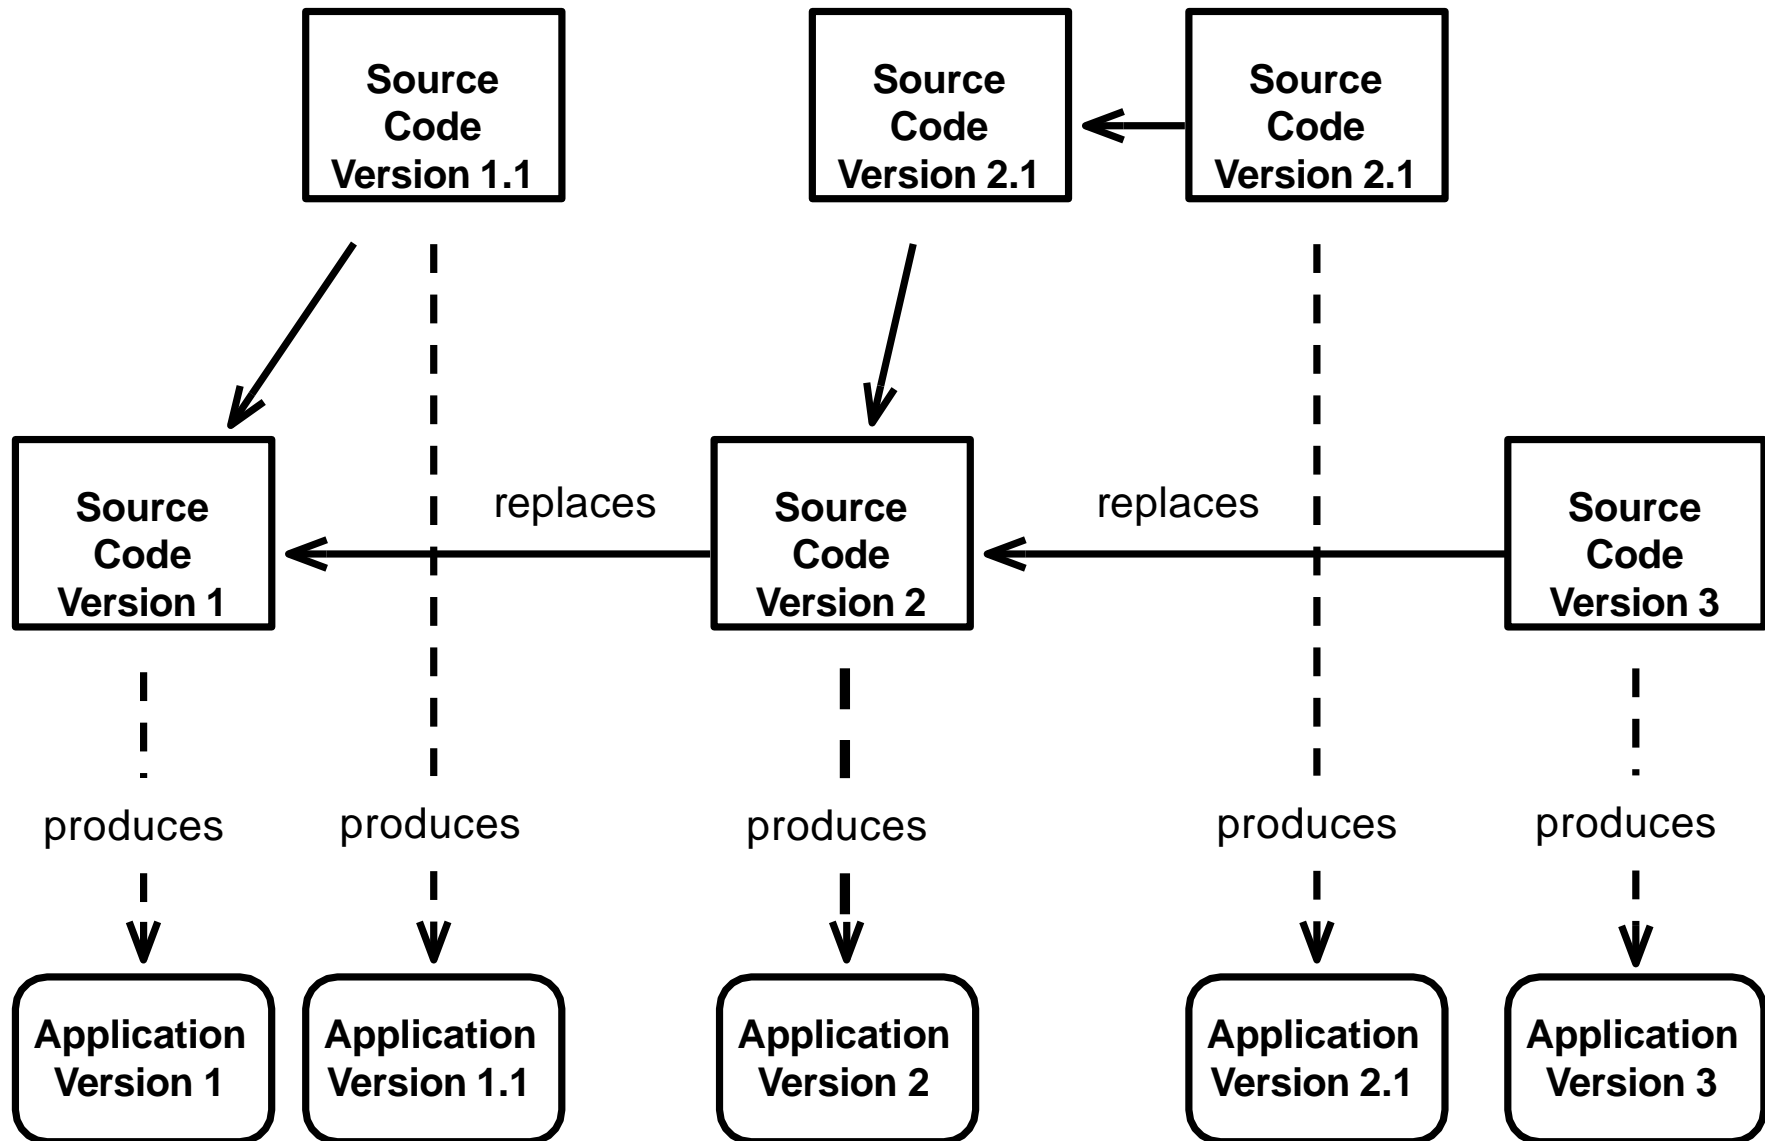 Source
Code
Version 1.1
Source
Code
Version 2.1
Source
Code
Version 2.1
Source
Code
Version 1
replaces
Source
Code
Version 2
replaces
Source
Code
Version 3
produces
produces
produces
produces
produces
Application
Version 1
Application
Version 1.1
Application
Version 2
Application
Version 2.1
Application
Version 3